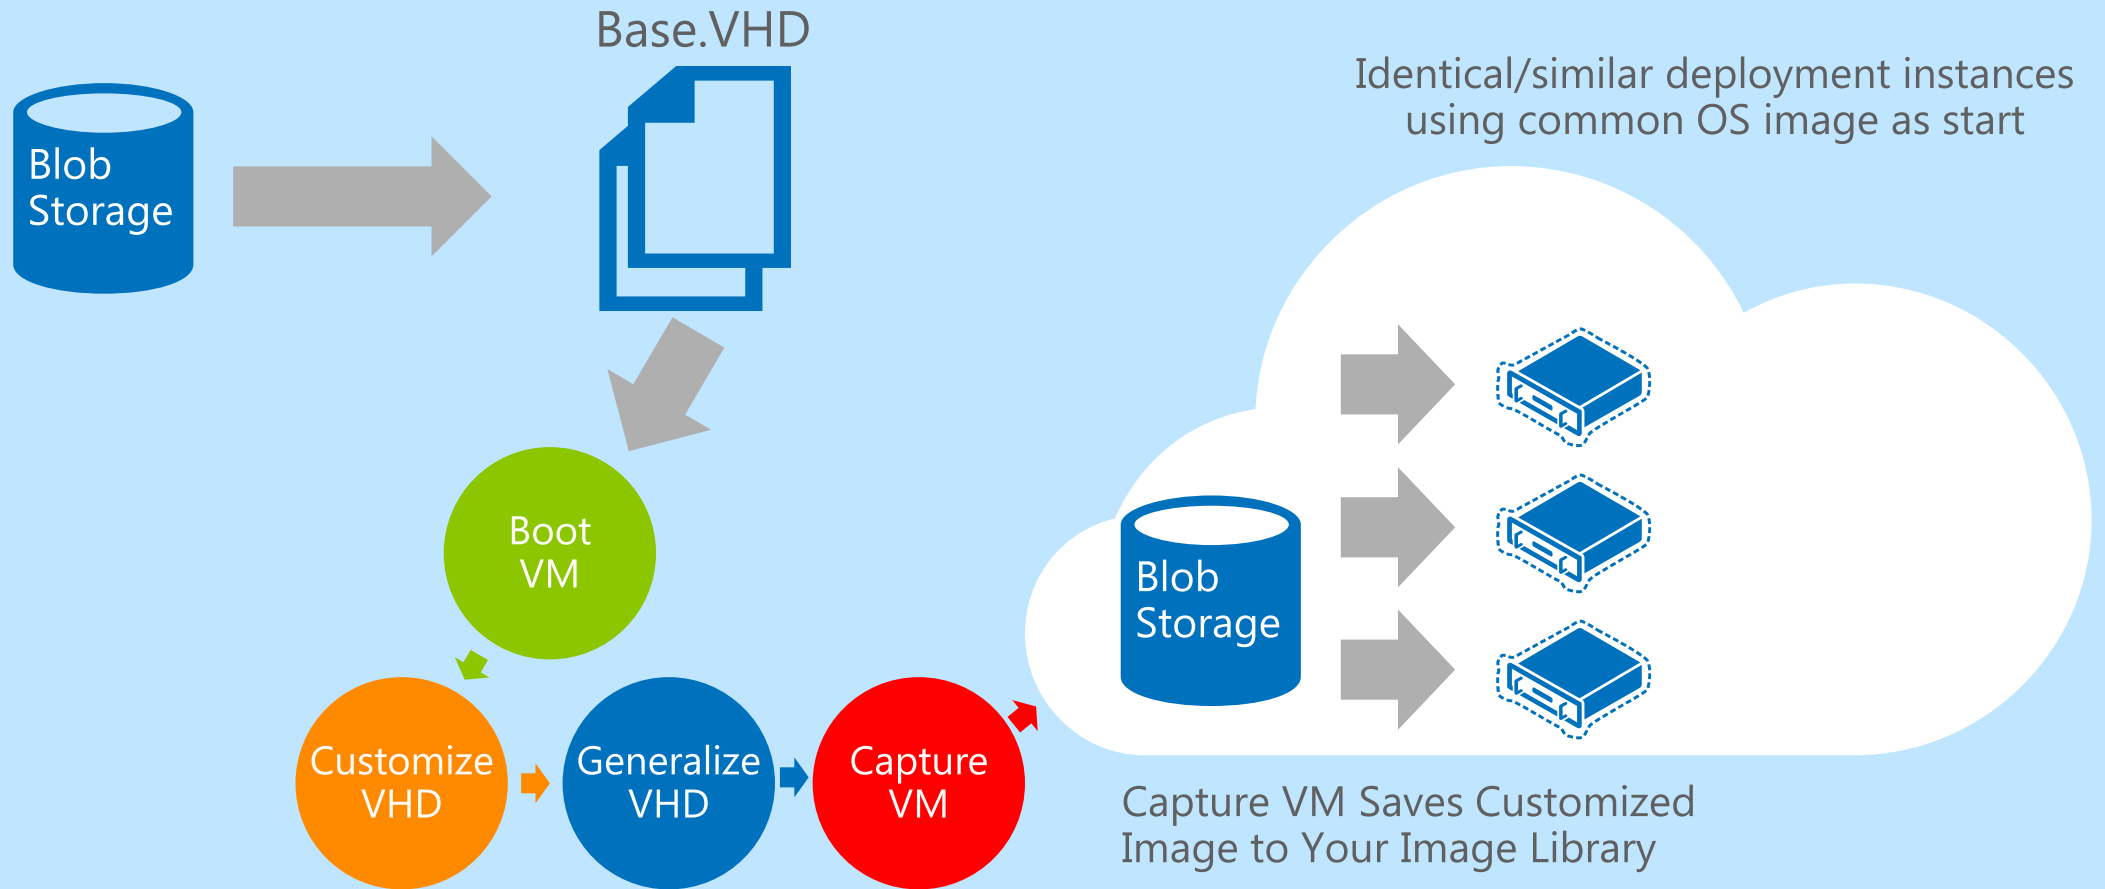 Base.VHD
Blob
Storage
Identical/similar deployment instances
using common OS image as start
Boot
VM
Blob
Storage
Customize
VHD
Generalize
VHD
Capture
VM
Capture VM Saves Customized
Image to Your Image Library